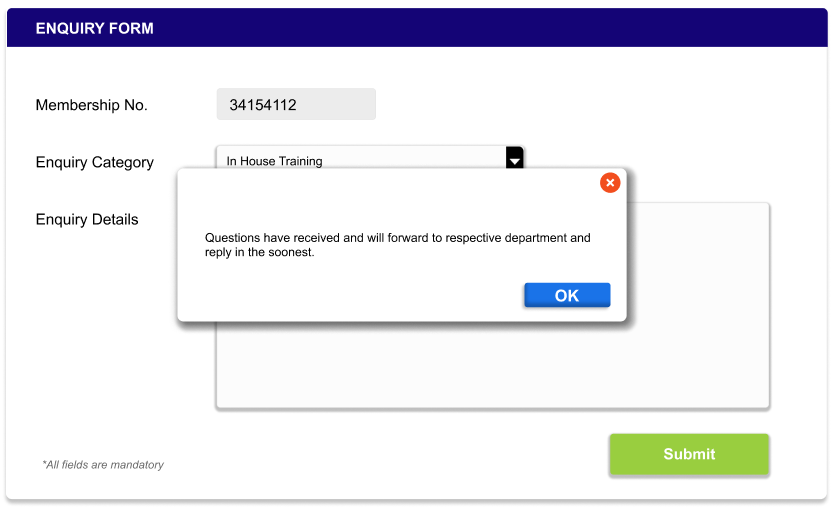 ENQUIRY FORM
Membership No.
34154112
Enquiry Category
In House Training
Enquiry Details
Questions have received and will forward to respective department and
reply in the soonest.
OK
*All fields are mandatory
Submit